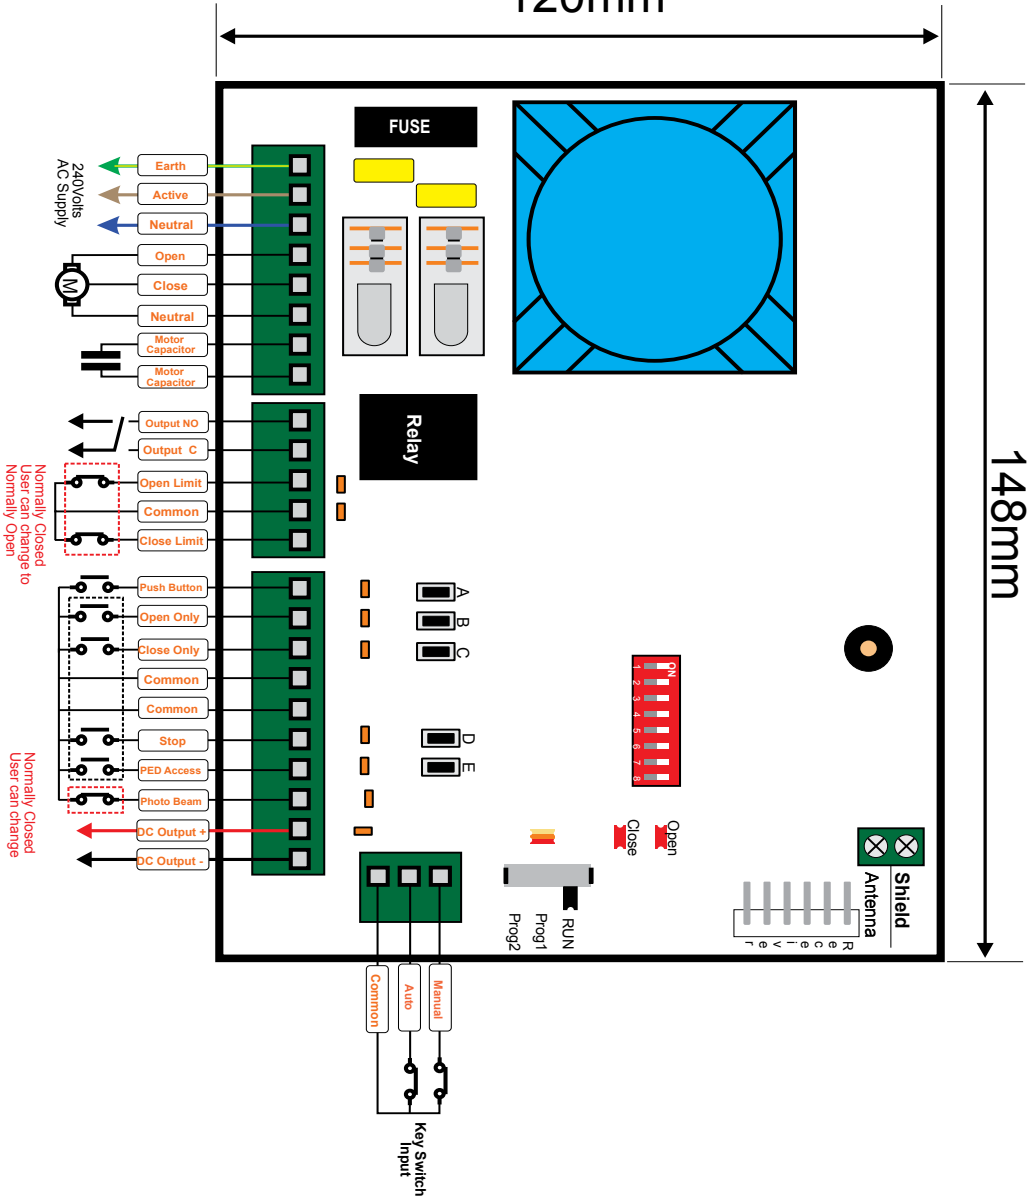 120mm
148mm
FUSE
240Volts
AC Supply
Earth
Active
Neutral
Open
Close
Neutral
M
Motor
Capacitor
Motor
Capacitor
Relay
Output NO
Output C
Open Limit
Common
Close Limit
Normally Closed
User can change to
Normally Open
Push Button
Open Only
Close Only
Common
Common
Stop
PED Access
Photo Beam
DC Output +
DC Output -
Normally Closed
User can change
A
B
C
D
E
ON
1
2
3
4
5
6
7
8
Open
Close
RUN
Prog1
Prog2
Shield
Antenna
Recevier
Manual
Auto
Common
Key Switch
Input